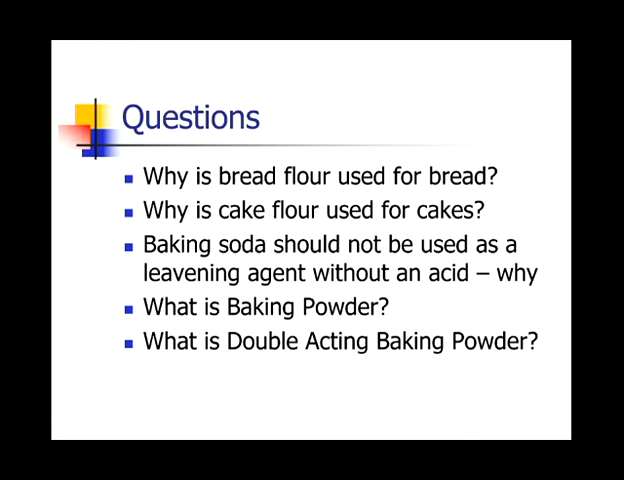 Questions
Why is bread flour used for bread?
Why is cake flour used for cakes?
Baking soda should not be used as a
leavening agent without an acid – why
What is Baking Powder?
What is Double Acting Baking Powder?